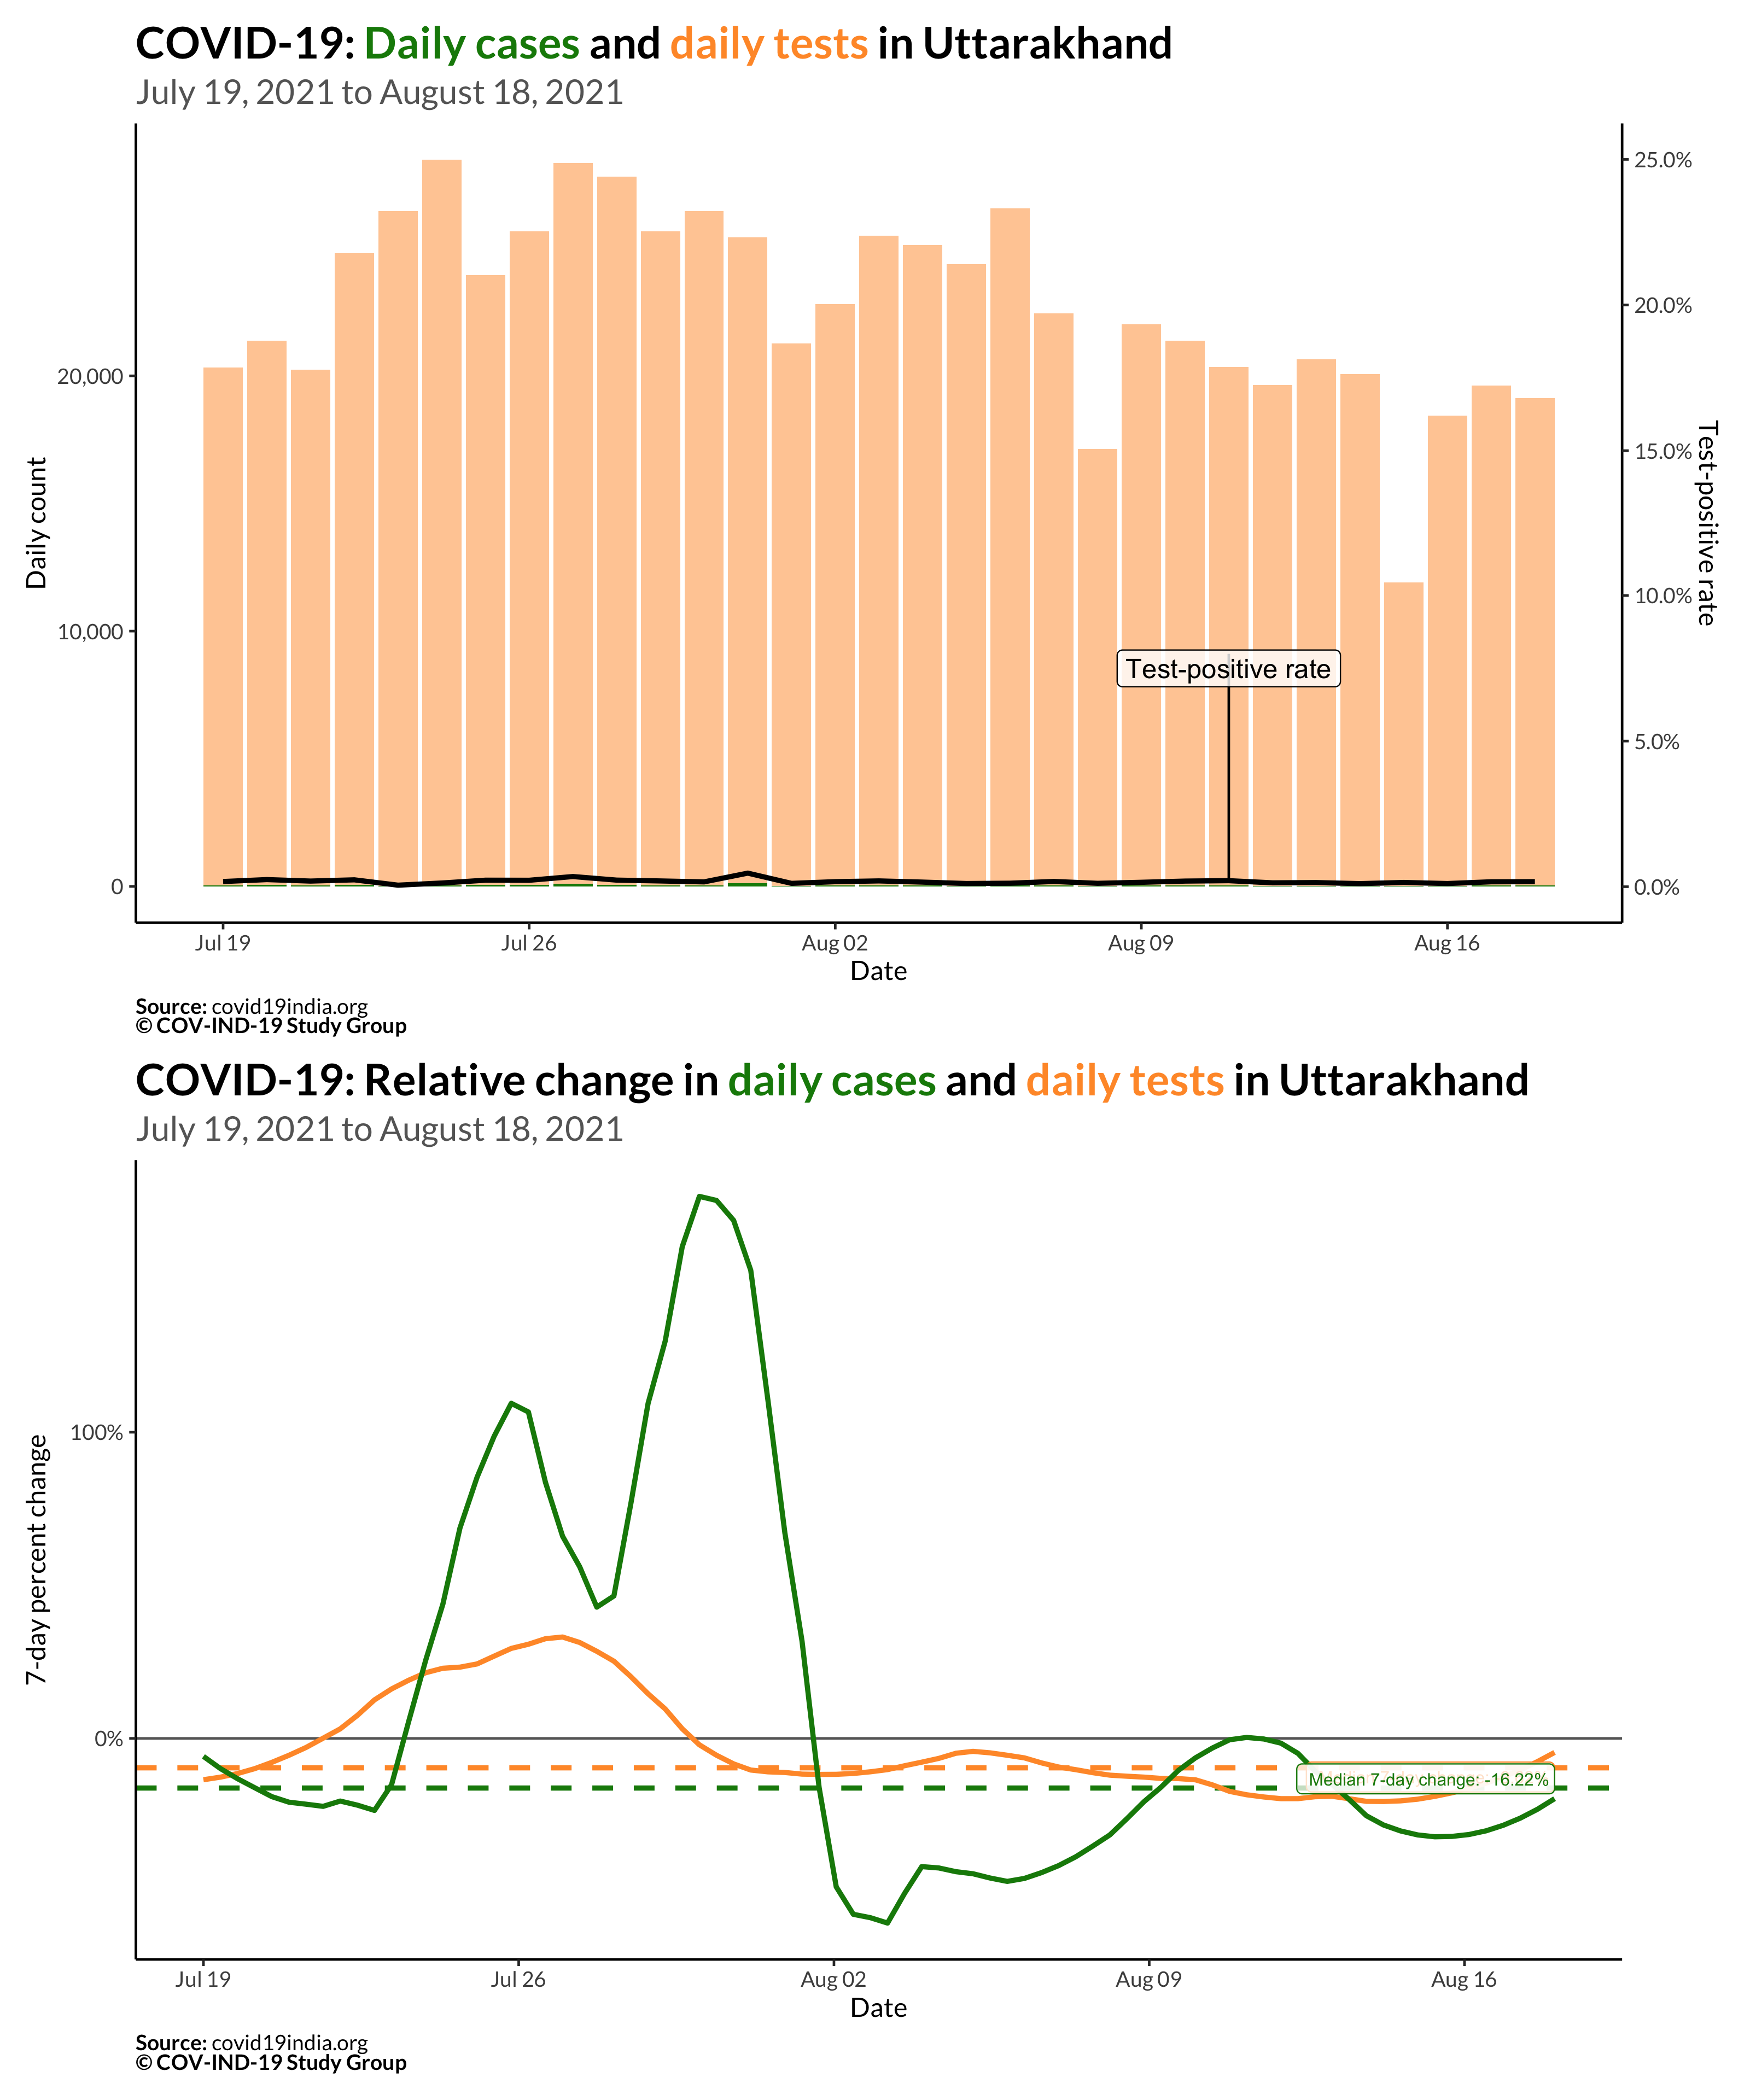 COVID-19: Daily cases and daily tests in Uttarakhand
July 19, 2021 to August 18, 2021
Daily count
20,000
10,000
0
25.0%
20.0%
15.0%
10.0%
5.0%
0.0%
Test-positive rate
Test-positive rate
Jul 19
Jul 26
Aug 02
Aug 09
Aug 16
Date
Source: covid19india.org
© COV-IND-19 Study Group
COVID-19: Relative change in daily cases and daily tests in Uttarakhand
July 19, 2021 to August 18, 2021
7-day percent change
100%
0%
Median 7-day change: -16.22%
Jul 19
Jul 26
Aug 02
Aug 09
Aug 16
Date
Source: covid19india.org
© COV-IND-19 Study Group